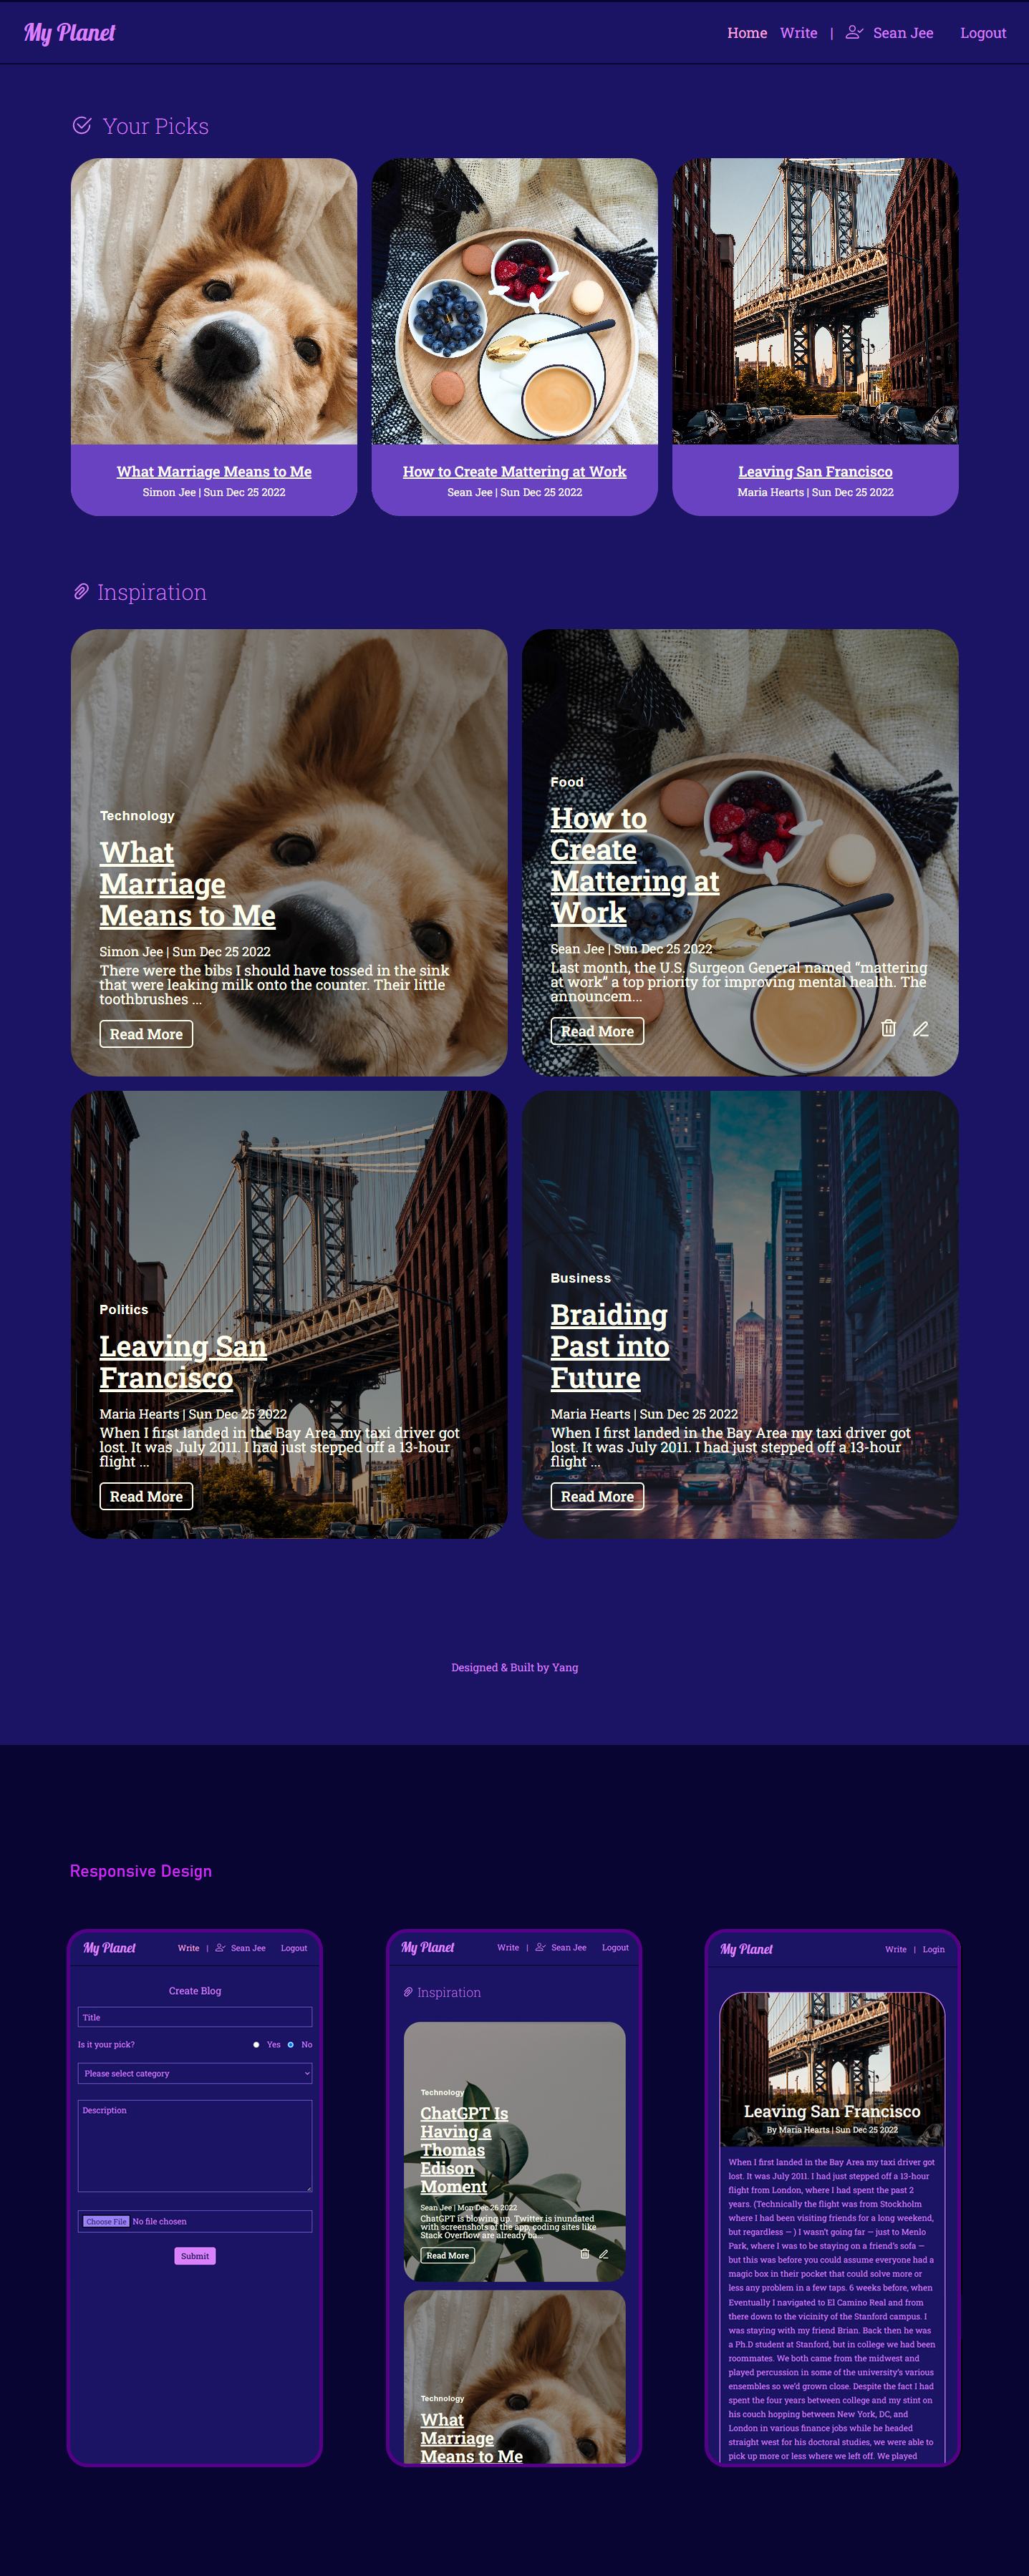 My Planet
Home Write | Sean Jee Logout
Your Picks
What Marriage Means to Me
Simon Jee | Sun Dec 25 2022
How to Create Mattering at Work
Sean Jee | Sun Dec 25 2022
Leaving San Francisco
Maria Hearts | Sun Dec 25 2022
Inspiration
Technology
What
Marriage
Means to Me
Simon Jee | Sun Dec 25 2022
There were the bibs I should have tossed in the sink
that were leaking milk onto the counter. Their little
toothbrushes ...
Read More
Food
How to
Create
Mattering at
Work
Sean Jee | Sun Dec 25 2022
Last month, the U.S. Surgeon General named “mattering
at work” a top priority for improving mental health. The
announcem...
Read More
Politics
Leaving San
Francisco
Maria Hearts | Sun Dec 25 2022
When I first landed in the Bay Area my taxi driver got
lost. It was July 2011. I had just stepped off a 13-hour
flight ...
Read More
Business
Braiding
Past into
Future
Maria Hearts | Sun Dec 25 2022
When I first landed in the Bay Area my taxi driver got
lost. It was July 2011. I had just stepped off a 13-hour
flight ...
Read More
Designed & Built by Yang
Responsive Design
My Planet
Write | Sean Jee Logout
Create Blog
Title
Is it your pick? Yes No
Please select category
Description
Choose File No file chosen
Submit
My Planet
Write | Sean Jee Logout
Inspiration
Technology
ChatGPT Is
Having a
Thomas
Edison
Moment
Sean Jee | Mon Dec 26 2022
ChatGPT is blowing up. Twitter is inundated
with screenshots of the app, coding sites like
Stack Overflow are already ba...
Read More
Technology
What
Marriage
Means to Me
My Planet
Write | Login
Leaving San Francisco
By Maria Hearts | Sun Dec 25 2022
When I first landed in the Bay Area my taxi driver got
lost. It was July 2011. I had just stepped off a 13-hour
flight from London, where I had spent the past 2
years. (Technically the flight was from Stockholm
where I had been visiting friends for a long weekend,
but regardless — ) I wasn’t going far — just to Menlo
Park, where I was to be staying on a friend’s sofa —
but this was before you could assume everyone had a
magic box in their pocket that could solve more or
less any problem in a few taps. 6 weeks before, when
Eventually I navigated to El Camino Real and from
there down to the vicinity of the Stanford campus. I
was staying with my friend Brian. Back then he was
a Ph.D student at Stanford, but in college we had been
roommates. We both came from the midwest and
played percussion in some of the university’s various
ensembles so we’d grown close. Despite the fact I had
spent the four years between college and my stint on
his couch hopping between New York, DC, and
London in various finance jobs while he headed
straight west for his doctoral studies, we were able to
pick up more or less where we left off. We played